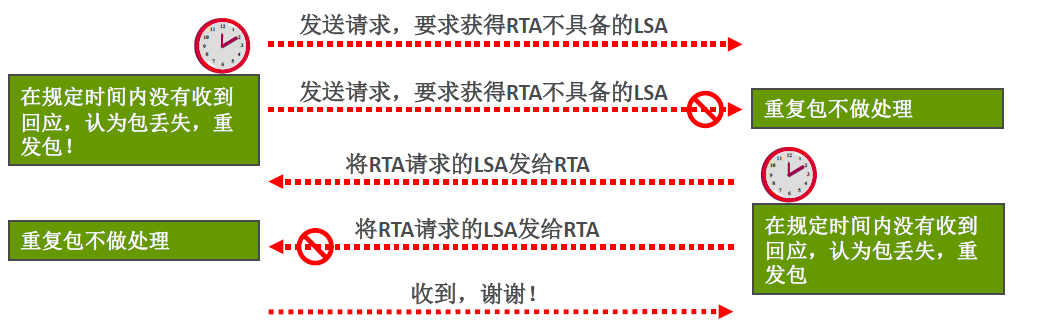 发送请求，要求获得RTA不具备的LSA
在规定时间内没有收到
回应，认为包丢失，重
发包！
发送请求，要求获得RTA不具备的LSA
重复包不做处理
将RTA请求的LSA发给RTA
重复包不做处理
将RTA请求的LSA发给RTA
在规定时间内没有收到
回应，认为包丢失，重
发包
收到，谢谢！